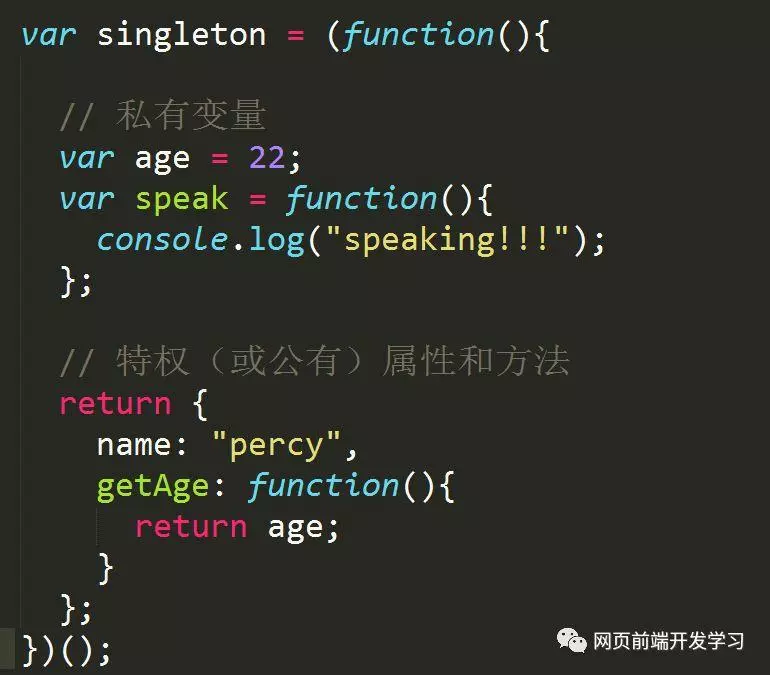 var singleton = (function(){
// 私有变量
var age = 22;
var speak = function(){
console.log("speaking!!!");
};
// 特权（或公有）属性和方法
return {
name: "percy",
getAge: function(){
return age;
}
};
})();
网页前端开发学习